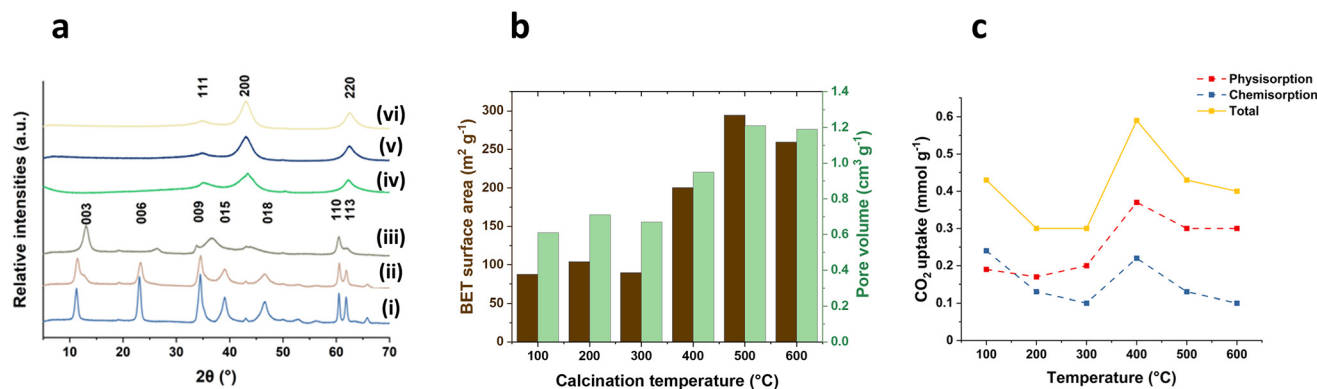 a
b
c
111
200
220
(vi)
(v)
(iv)
003
006
009
015
018
110
113
(iii)
(ii)
(i)
Relative intensities (a.u.)
10
20
30
40
50
60
70
2θ (°)
300
250
200
150
100
50
0
BET surface area (m² g⁻¹)
1.4
1.2
1.0
0.8
0.6
0.4
0.2
0.0
Pore volume (cm³ g⁻¹)
100
200
300
400
500
600
Calcination temperature (°C)
Physisorption
Chemisorption
Total
0.6
0.5
0.4
0.3
0.2
0.1
0
CO₂ uptake (mmol g⁻¹)
100
200
300
400
500
600
Temperature (°C)